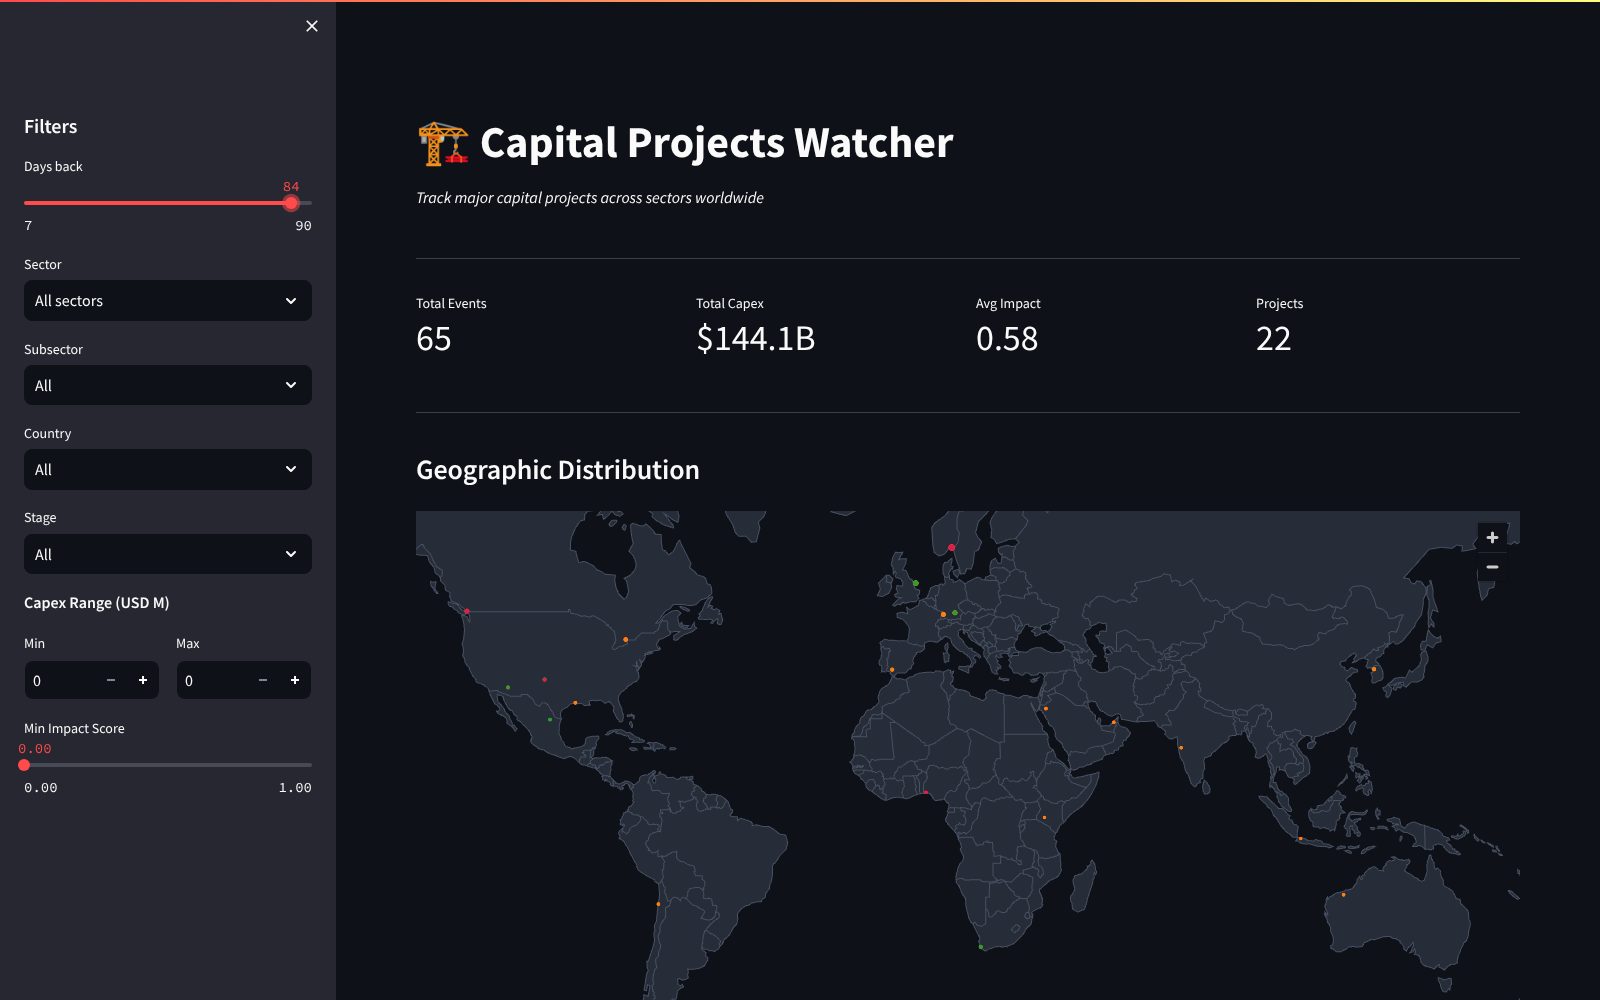 Filters
Days back
84
7 90
Sector
All sectors
Subsector
All
Country
All
Stage
All
Capex Range (USD M)
Min Max
0 − + 0 − +
Min Impact Score
0.00
0.00 1.00
Capital Projects Watcher
Track major capital projects across sectors worldwide
Total Events Total Capex Avg Impact Projects
65 $144.1B 0.58 22
Geographic Distribution
+
−